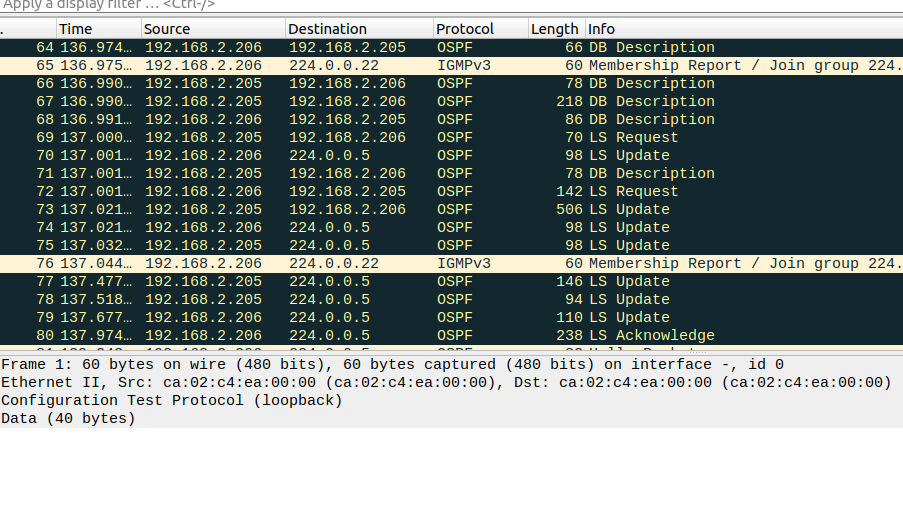 Apply a display filter … <Ctrl-/>
. Time Source Destination Protocol Length Info
64 136.974… 192.168.2.206 192.168.2.205 OSPF 66 DB Description
65 136.975… 192.168.2.206 224.0.0.22 IGMPv3 60 Membership Report / Join group 224.
66 136.990… 192.168.2.205 192.168.2.206 OSPF 78 DB Description
67 136.990… 192.168.2.205 192.168.2.206 OSPF 218 DB Description
68 136.991… 192.168.2.206 192.168.2.205 OSPF 86 DB Description
69 137.000… 192.168.2.205 192.168.2.206 OSPF 70 LS Request
70 137.001… 192.168.2.206 224.0.0.5 OSPF 98 LS Update
71 137.001… 192.168.2.205 192.168.2.206 OSPF 66 DB Description
72 137.001… 192.168.2.206 192.168.2.205 OSPF 142 LS Request
73 137.021… 192.168.2.205 192.168.2.206 OSPF 506 LS Update
74 137.021… 192.168.2.206 224.0.0.5 OSPF 98 LS Update
75 137.032… 192.168.2.205 224.0.0.5 OSPF 98 LS Update
76 137.044… 192.168.2.206 224.0.0.22 IGMPv3 60 Membership Report / Join group 224.
77 137.477… 192.168.2.205 224.0.0.5 OSPF 146 LS Update
78 137.518… 192.168.2.205 224.0.0.5 OSPF 94 LS Update
79 137.677… 192.168.2.206 224.0.0.5 OSPF 110 LS Update
80 137.974… 192.168.2.206 224.0.0.5 OSPF 238 LS Acknowledge
Frame 1: 60 bytes on wire (480 bits), 60 bytes captured (480 bits) on interface -, id 0
Ethernet II, Src: ca:02:c4:ea:00:00 (ca:02:c4:ea:00:00), Dst: ca:02:c4:ea:00:00 (ca:02:c4:ea:00:00)
Configuration Test Protocol (loopback)
Data (40 bytes)